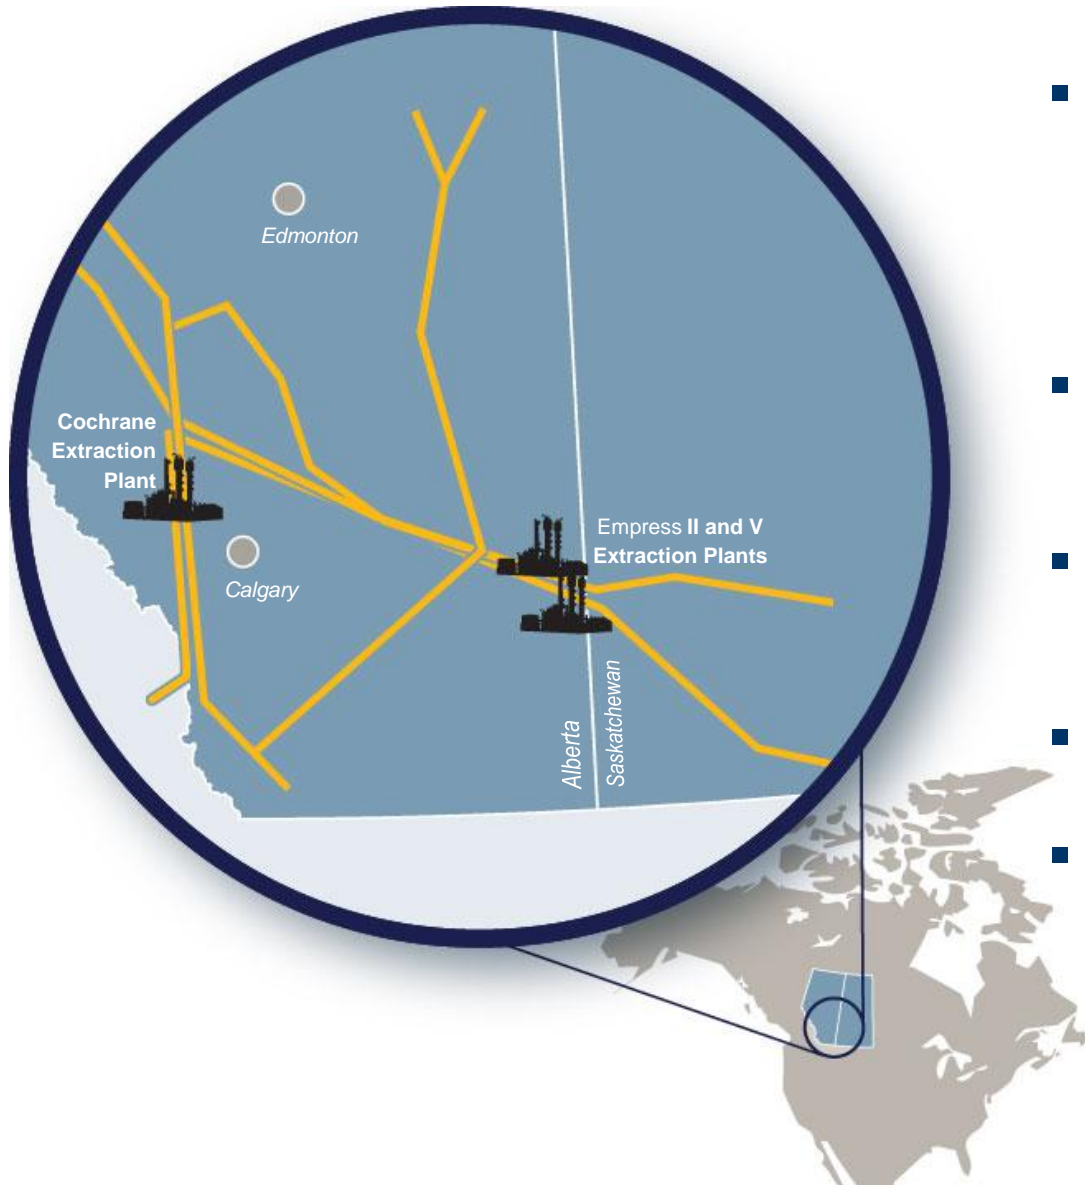 Edmonton
Cochrane
Extraction
Plant
Empress II and V
Extraction Plants
Calgary
Alberta
Saskatchewan